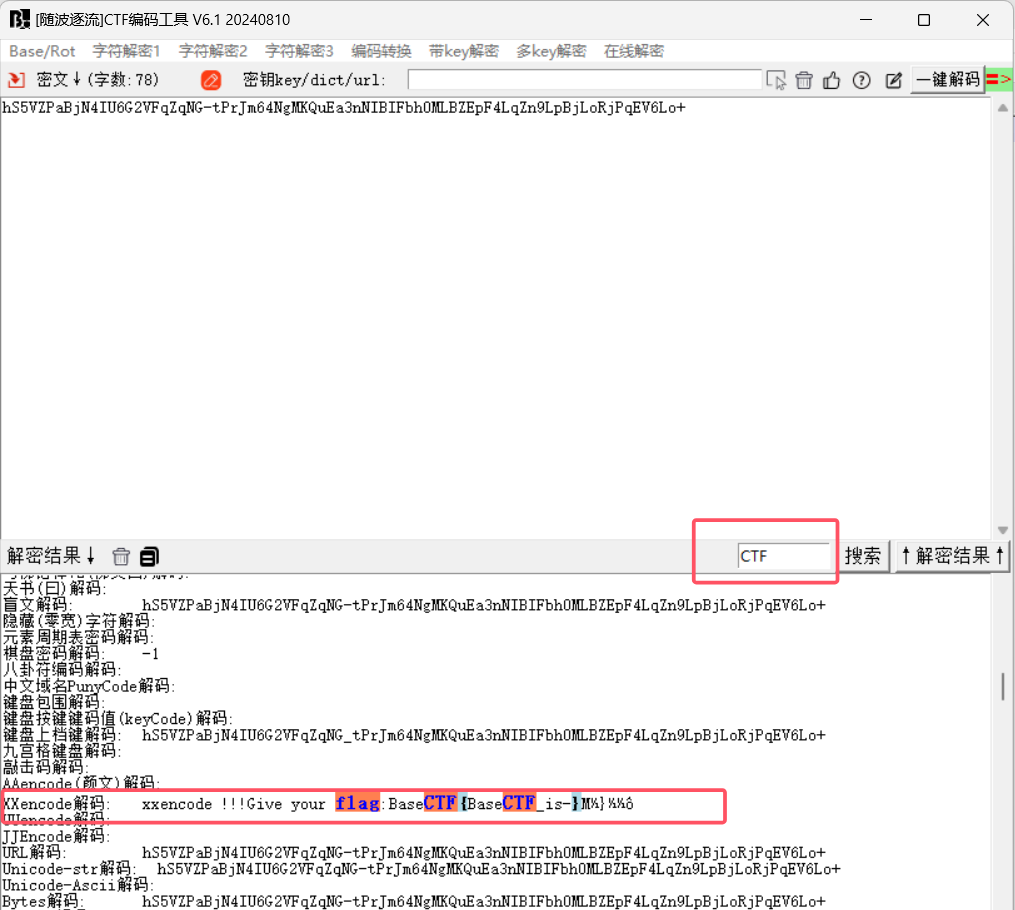 [随波逐流]CTF编码工具 V6.1 20240810
Base/Rot 字符解密1 字符解密2 字符解密3 编码转换 带key解密 多key解密 在线解密
密文↓(字数:78) 密钥key/dict/url: 一键解码 =>
hS5VZPaBjN4IU6G2VFqZqNG-tPrJm64NgMKQuEa3nNIBIFbh0MLBZEpF4LqZn9LpBjLoRjPqEV6Lo+
解密结果↓ CTF 搜索 ↑解密结果↑
天书(曰)解码:
盲文解码: hS5VZPaBjN4IU6G2VFqZqNG-tPrJm64NgMKQuEa3nNIBIFbh0MLBZEpF4LqZn9LpBjLoRjPqEV6Lo+
隐藏(零宽)字符解码:
元素周期表密码解码:
棋盘密码解码: -1
八卦符编码解码:
中文域名PunyCode解码:
键盘包围解码:
键盘按键键码值(keyCode)解码:
键盘上档键解码: hS5VZPaBjN4IU6G2VFqZqNG_tPrJm64NgMKQuEa3nNIBIFbh0MLBZEpF4LqZn9LpBjLoRjPqEV6Lo+
九宫格键盘解码:
敲击码解码:
AAencode(颜文)解码:
XXencode解码: xxencode !!!Give your flag:BaseCTF{BaseCTF_is-}M¼}¾½ô
UUencode解码:
JJEncode解码:
URL解码: hS5VZPaBjN4IU6G2VFqZqNG-tPrJm64NgMKQuEa3nNIBIFbh0MLBZEpF4LqZn9LpBjLoRjPqEV6Lo+
Unicode-str解码: hS5VZPaBjN4IU6G2VFqZqNG-tPrJm64NgMKQuEa3nNIBIFbh0MLBZEpF4LqZn9LpBjLoRjPqEV6Lo+
Unicode-Ascii解码:
Bytes解码: hS5VZPaBjN4IU6G2VFqZqNG-tPrJm64NgMKQuEa3nNIBIFbh0MLBZEpF4LqZn9LpBjLoRjPqEV6Lo+